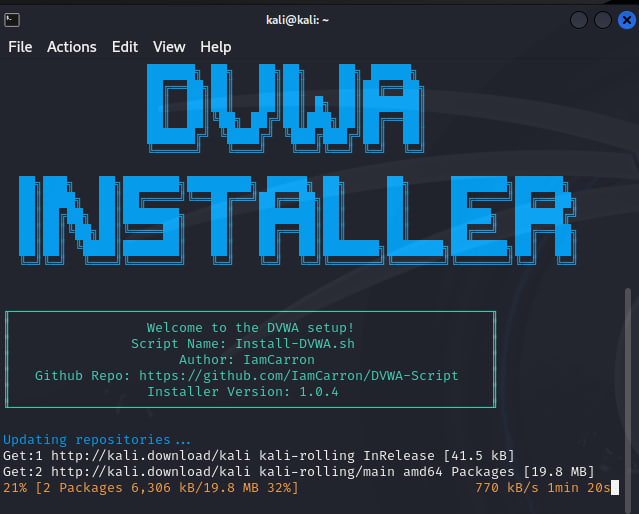 kali@kali: ~
File Actions Edit View Help
DVWA
INSTALLER
Welcome to the DVWA setup!
Script Name: Install-DVWA.sh
Author: IamCarron
Github Repo: https://github.com/IamCarron/DVWA-Script
Installer Version: 1.0.4
Updating repositories...
Get:1 http://kali.download/kali kali-rolling InRelease [41.5 kB]
Get:2 http://kali.download/kali kali-rolling/main amd64 Packages [19.8 MB]
21% [2 Packages 6,306 kB/19.8 MB 32%] 770 kB/s 1min 20s